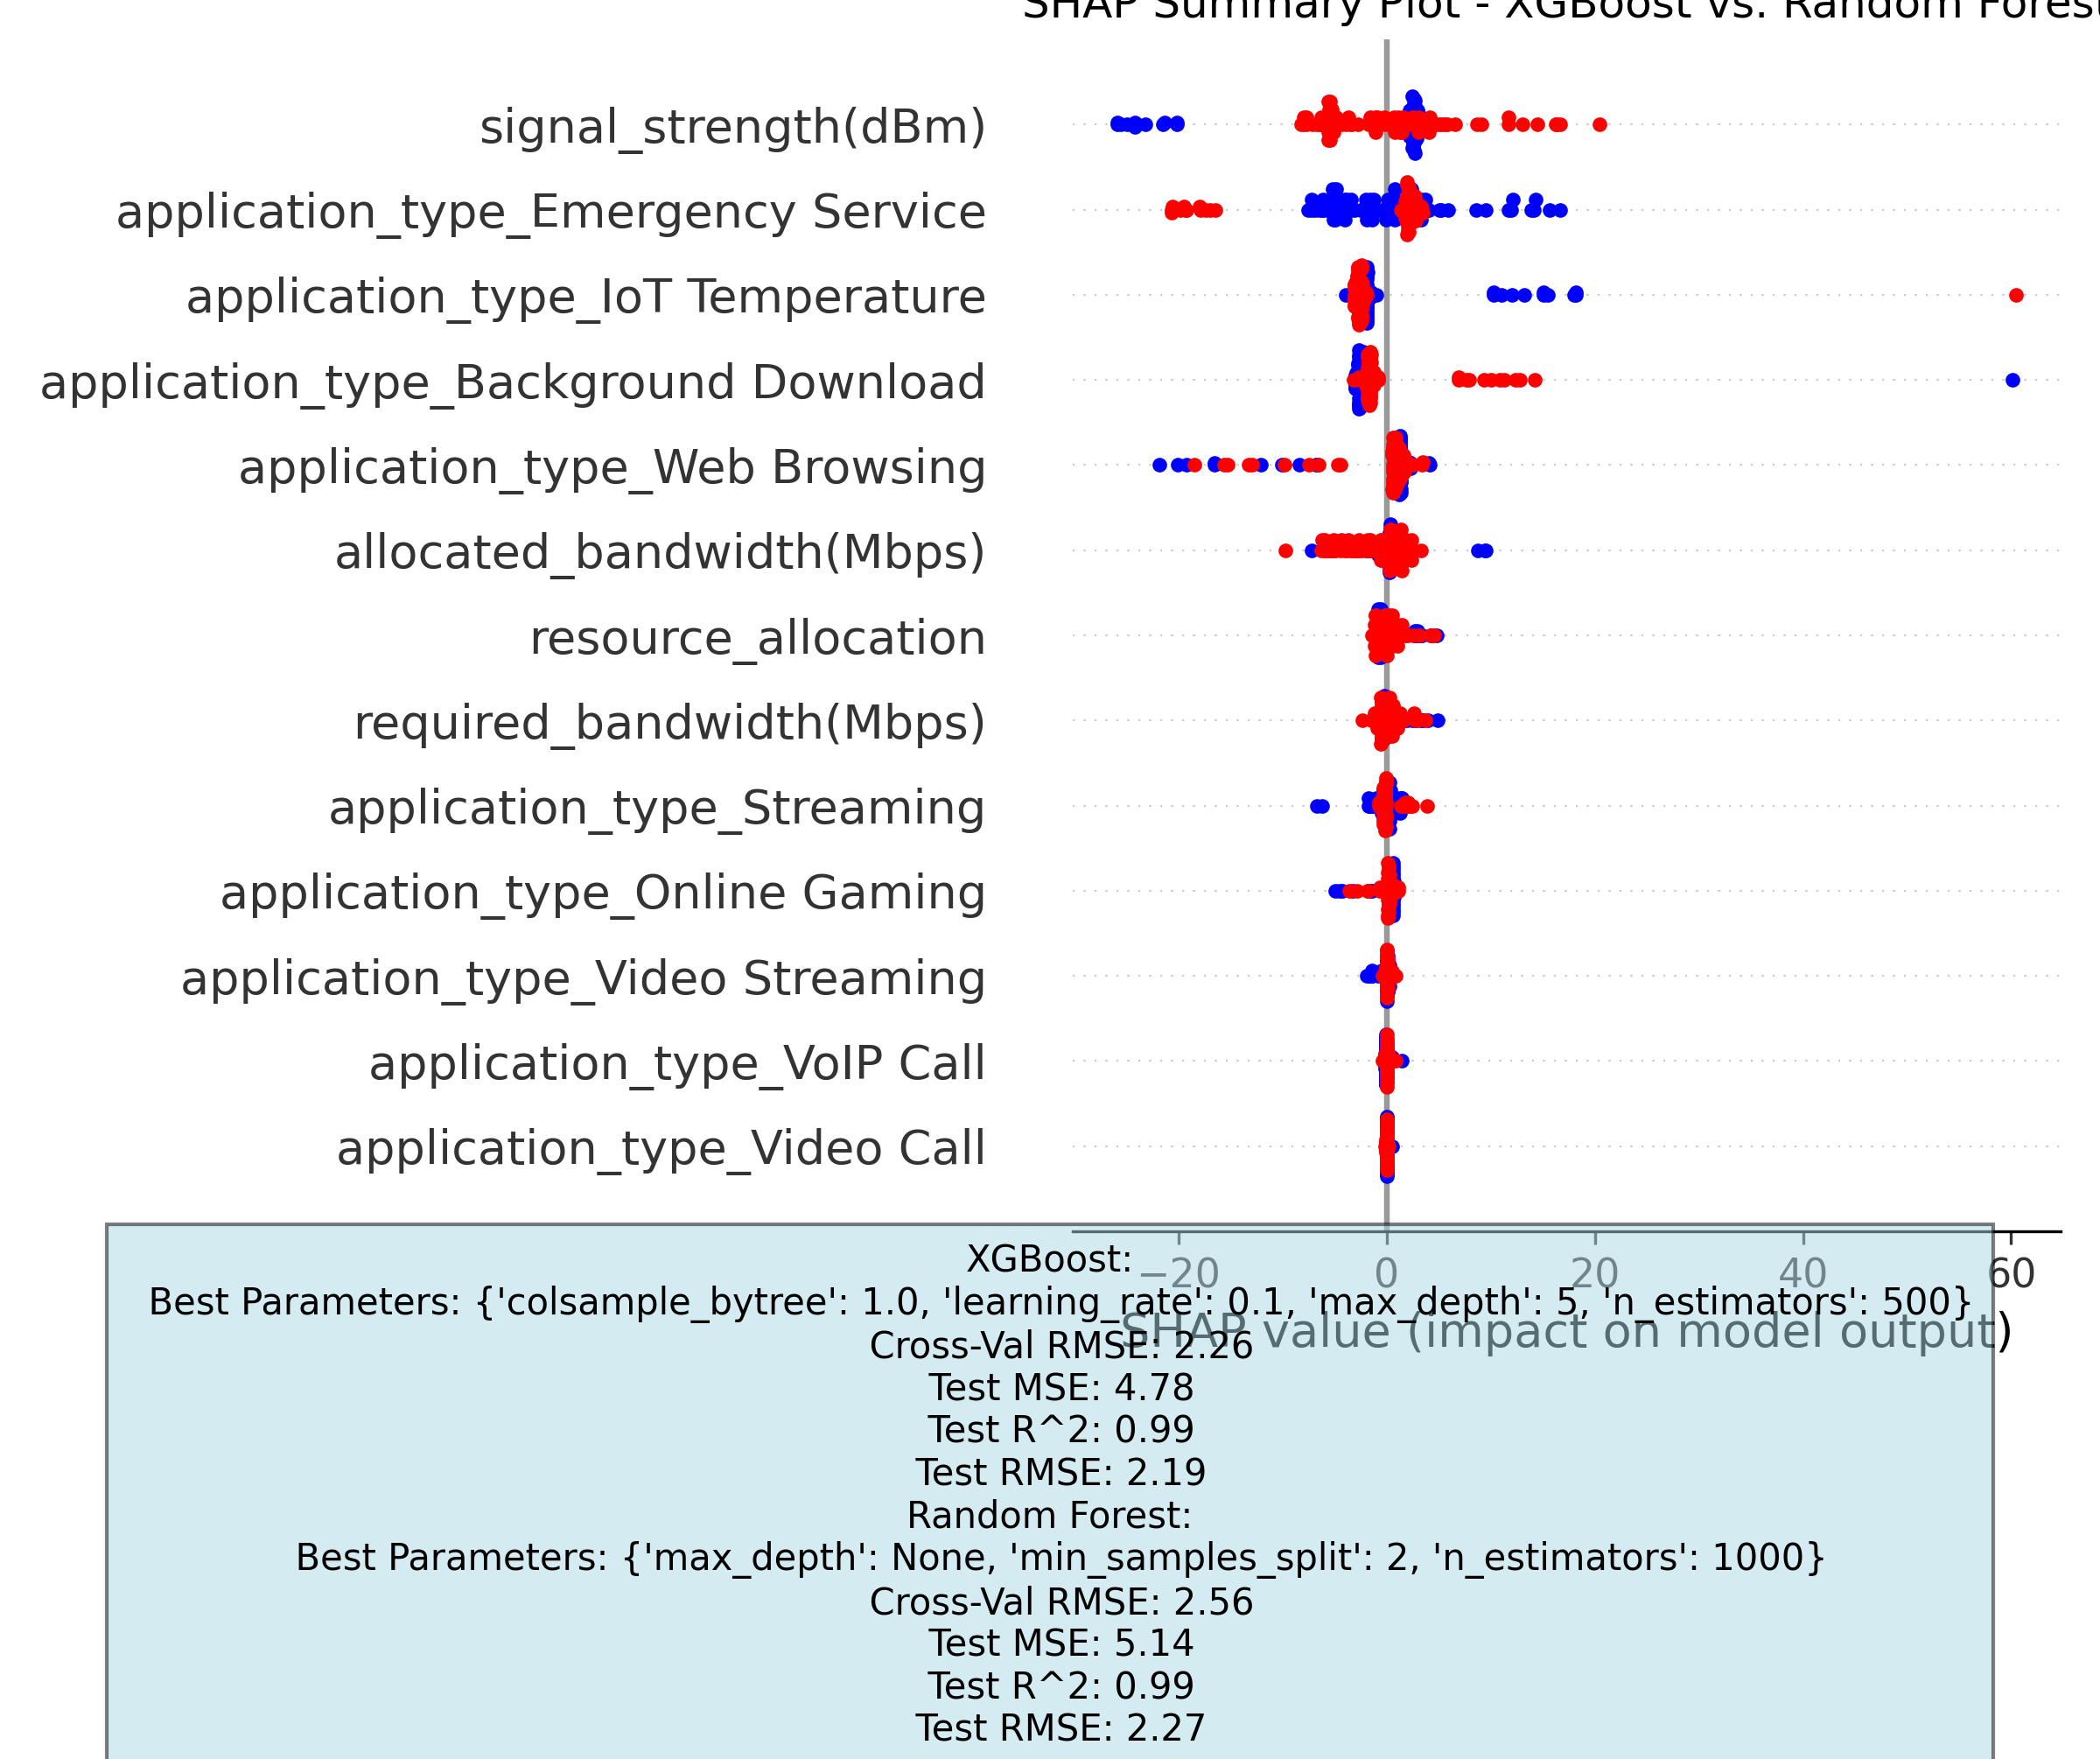 SHAP Summary Plot - XGBoost vs. Random Forest
signal_strength(dBm)
application_type_Emergency Service
application_type_IoT Temperature
application_type_Background Download
application_type_Web Browsing
allocated_bandwidth(Mbps)
resource_allocation
required_bandwidth(Mbps)
application_type_Streaming
application_type_Online Gaming
application_type_Video Streaming
application_type_VoIP Call
application_type_Video Call
−20 0 20 40 60
SHAP value (impact on model output)
XGBoost:
Best Parameters: {'colsample_bytree': 1.0, 'learning_rate': 0.1, 'max_depth': 5, 'n_estimators': 500}
Cross-Val RMSE: 2.26
Test MSE: 4.78
Test R^2: 0.99
Test RMSE: 2.19
Random Forest:
Best Parameters: {'max_depth': None, 'min_samples_split': 2, 'n_estimators': 1000}
Cross-Val RMSE: 2.56
Test MSE: 5.14
Test R^2: 0.99
Test RMSE: 2.27